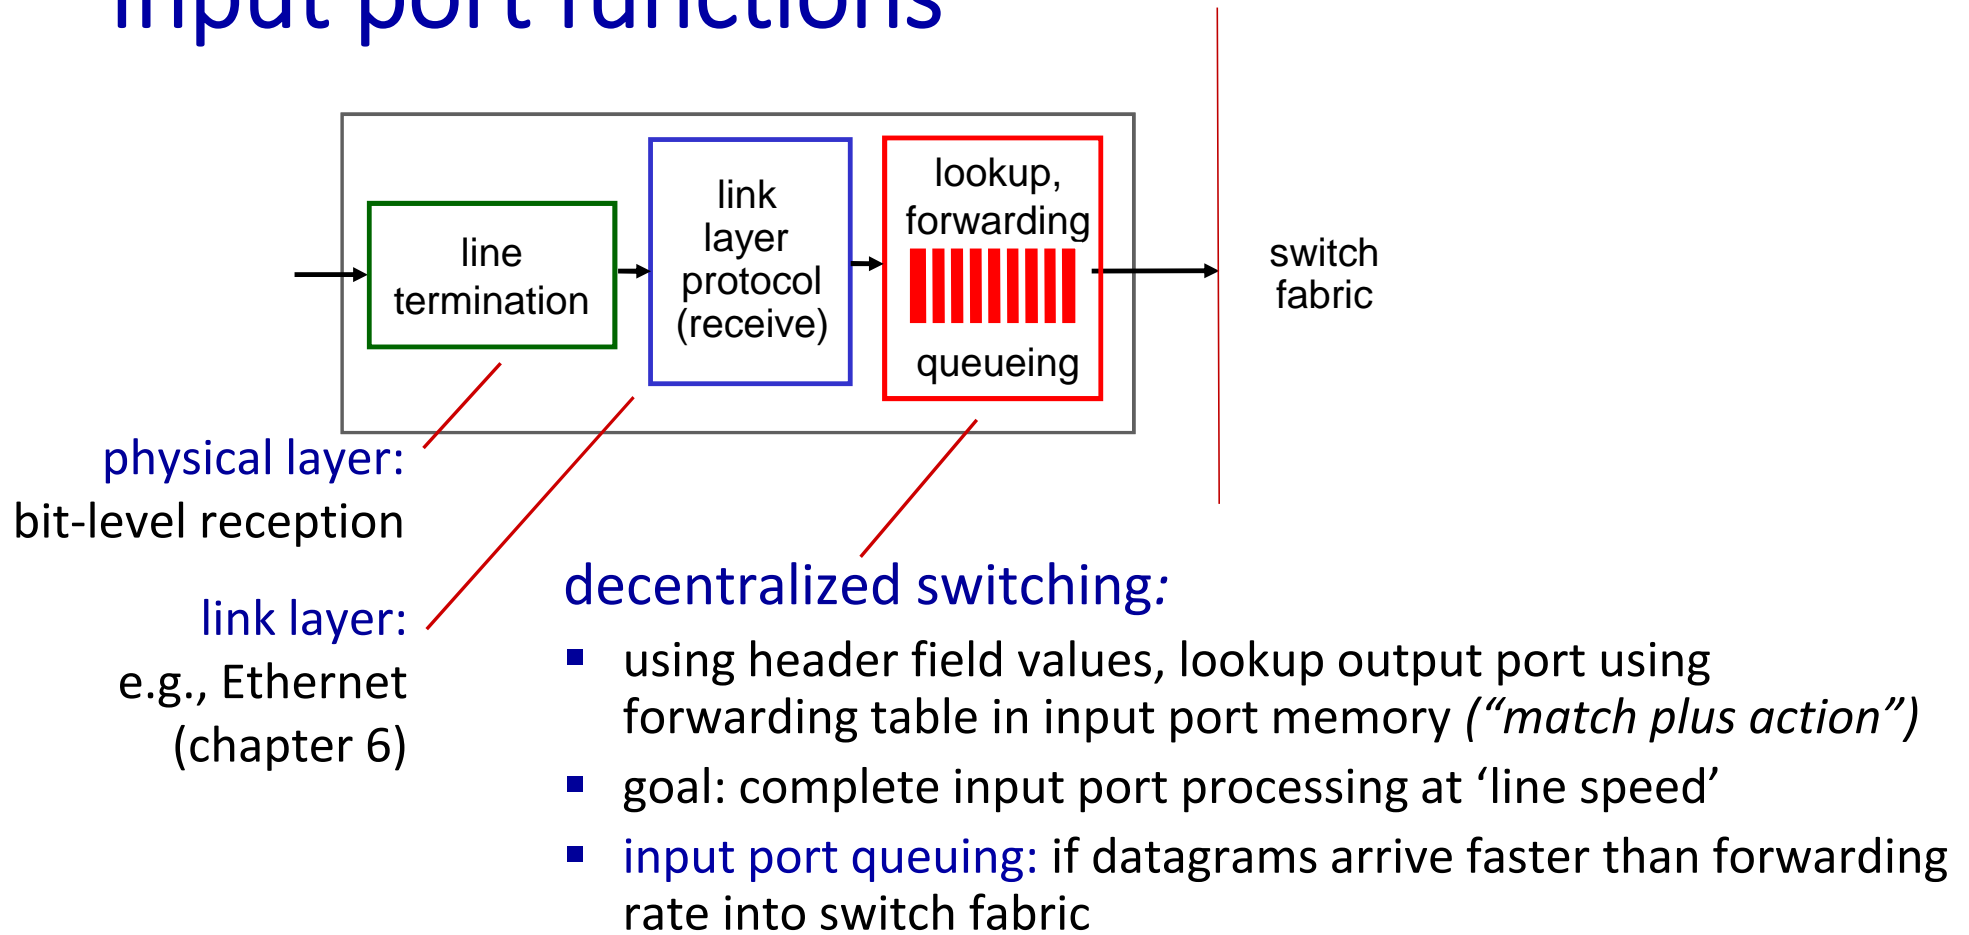 input port functions
line
termination
link
layer
protocol
(receive)
lookup,
forwarding
queueing
switch
fabric
physical layer:
bit-level reception
link layer:
e.g., Ethernet
(chapter 6)
decentralized switching:
using header field values, lookup output port using
forwarding table in input port memory (“match plus action”)
goal: complete input port processing at ‘line speed’
input port queuing: if datagrams arrive faster than forwarding
rate into switch fabric